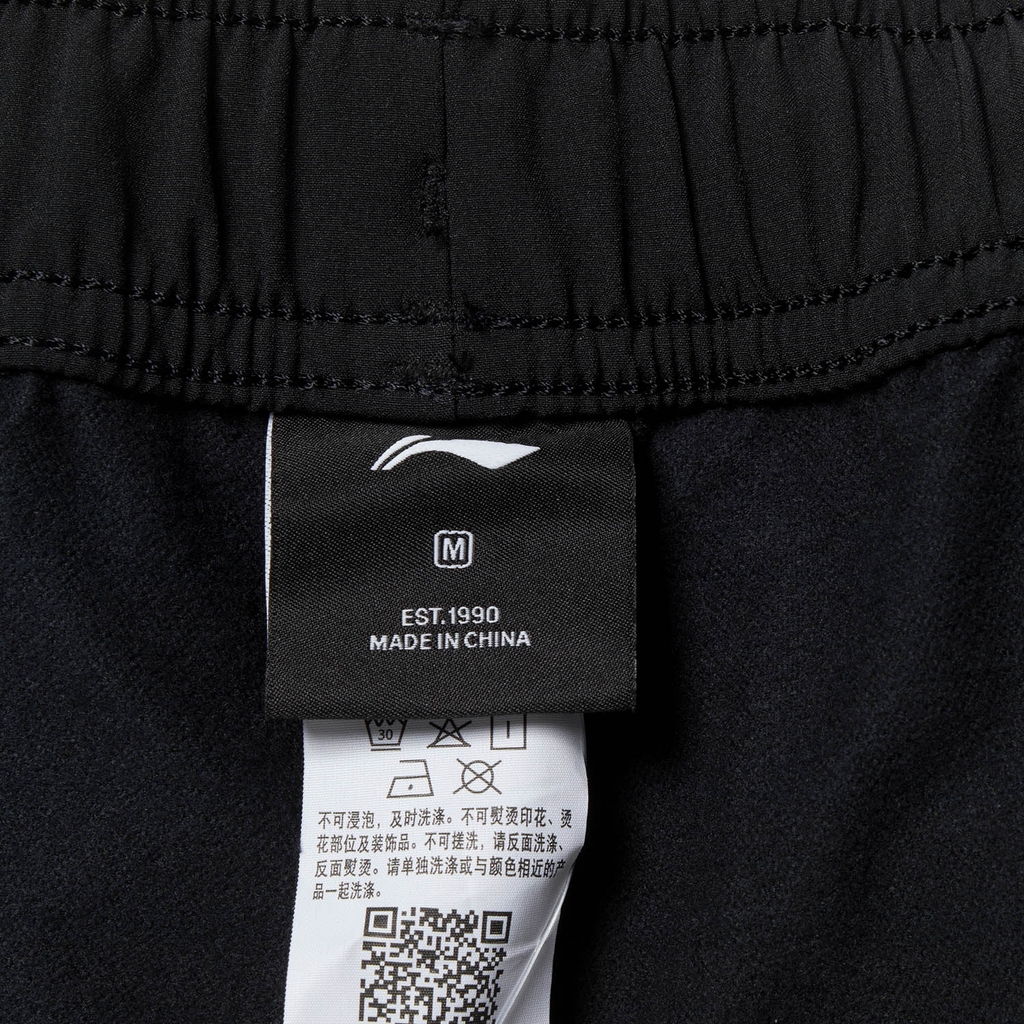 M
EST.1990
MADE IN CHINA
30
不可浸泡，及时洗涤。不可熨烫印花、烫
花部位及装饰品。不可搓洗，请反面洗涤、
反面熨烫。请单独洗涤或与颜色相近的产
品一起洗涤。